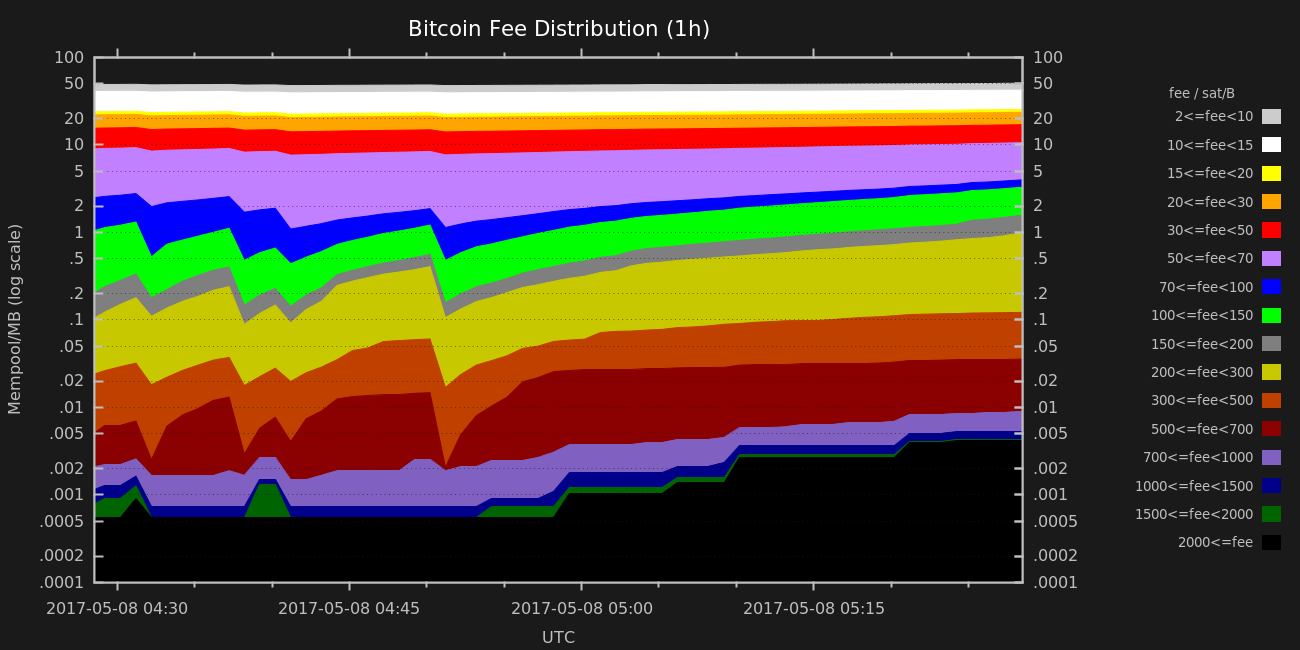 Bitcoin Fee Distribution (1h)
Mempool/MB (log scale)
100
50
20
10
5
2
1
.5
.2
.1
.05
.02
.01
.005
.002
.001
.0005
.0002
.0001
100
50
20
10
5
2
1
.5
.2
.1
.05
.02
.01
.005
.002
.001
.0005
.0002
.0001
2017-05-08 04:30 2017-05-08 04:45 2017-05-08 05:00 2017-05-08 05:15
UTC
fee / sat/B
2<=fee<10
10<=fee<15
15<=fee<20
20<=fee<30
30<=fee<50
50<=fee<70
70<=fee<100
100<=fee<150
150<=fee<200
200<=fee<300
300<=fee<500
500<=fee<700
700<=fee<1000
1000<=fee<1500
1500<=fee<2000
2000<=fee